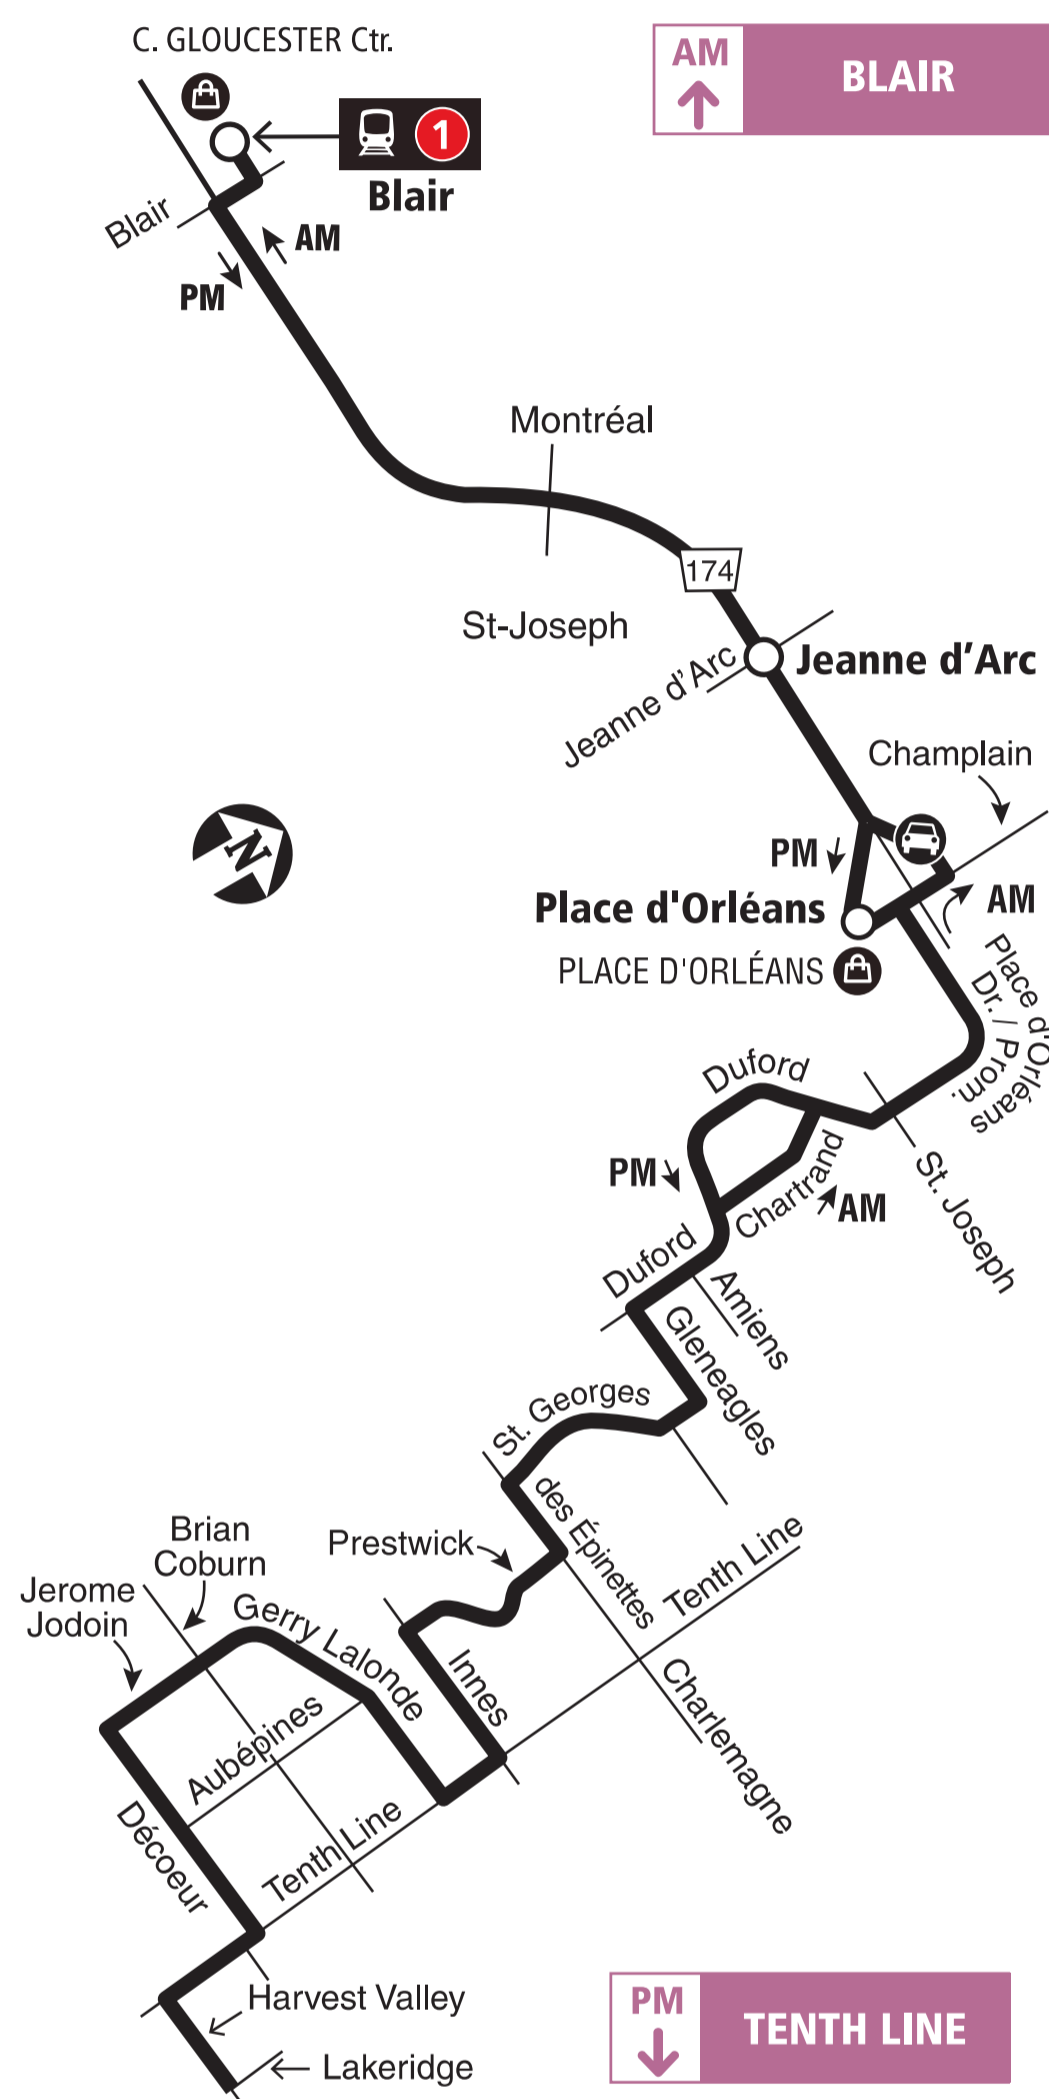 C. GLOUCESTER Ctr.
AM
BLAIR
1
Blair
Blair
AM
PM
Montréal
174
St-Joseph
Jeanne d'Arc
Jeanne d'Arc
Champlain
PM
N
Place d'Orléans
AM
PLACE D'ORLÉANS
Place d'Orléans
Dr. / Prom.
Duford
PM
Chartrand
AM
St. Joseph
Duford
Amiens
Gleneagles
St. Georges
des Épinettes
Prestwick
Tenth Line
Brian
Coburn
Jerome
Jodoin
Gerry Lalonde
Innes
Charlemagne
Aubépines
Tenth Line
Décoeur
Harvest Valley
Lakeridge
PM
TENTH LINE